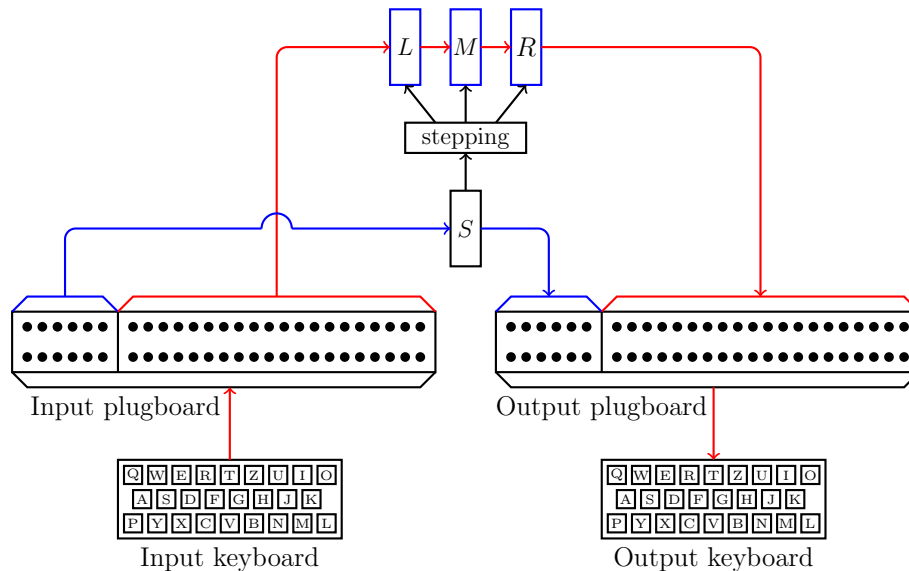 L M R
stepping
S
Input plugboard Output plugboard
Q W E R T Z U I O Q W E R T Z U I O
A S D F G H J K A S D F G H J K
P Y X C V B N M L P Y X C V B N M L
Input keyboard Output keyboard